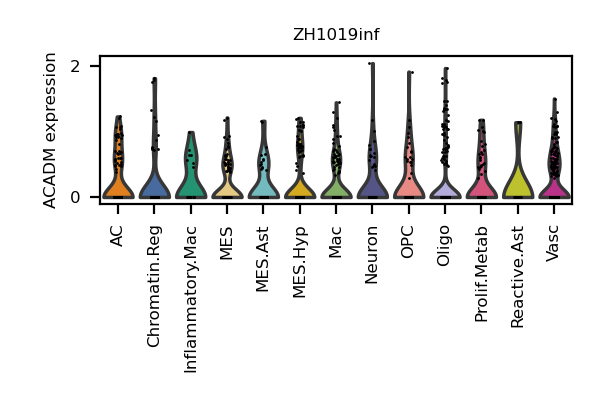 ZH1019inf
ACADM expression
2
0
AC
Chromatin.Reg
Inflammatory.Mac
MES
MES.Ast
MES.Hyp
Mac
Neuron
OPC
Oligo
Prolif.Metab
Reactive.Ast
Vasc